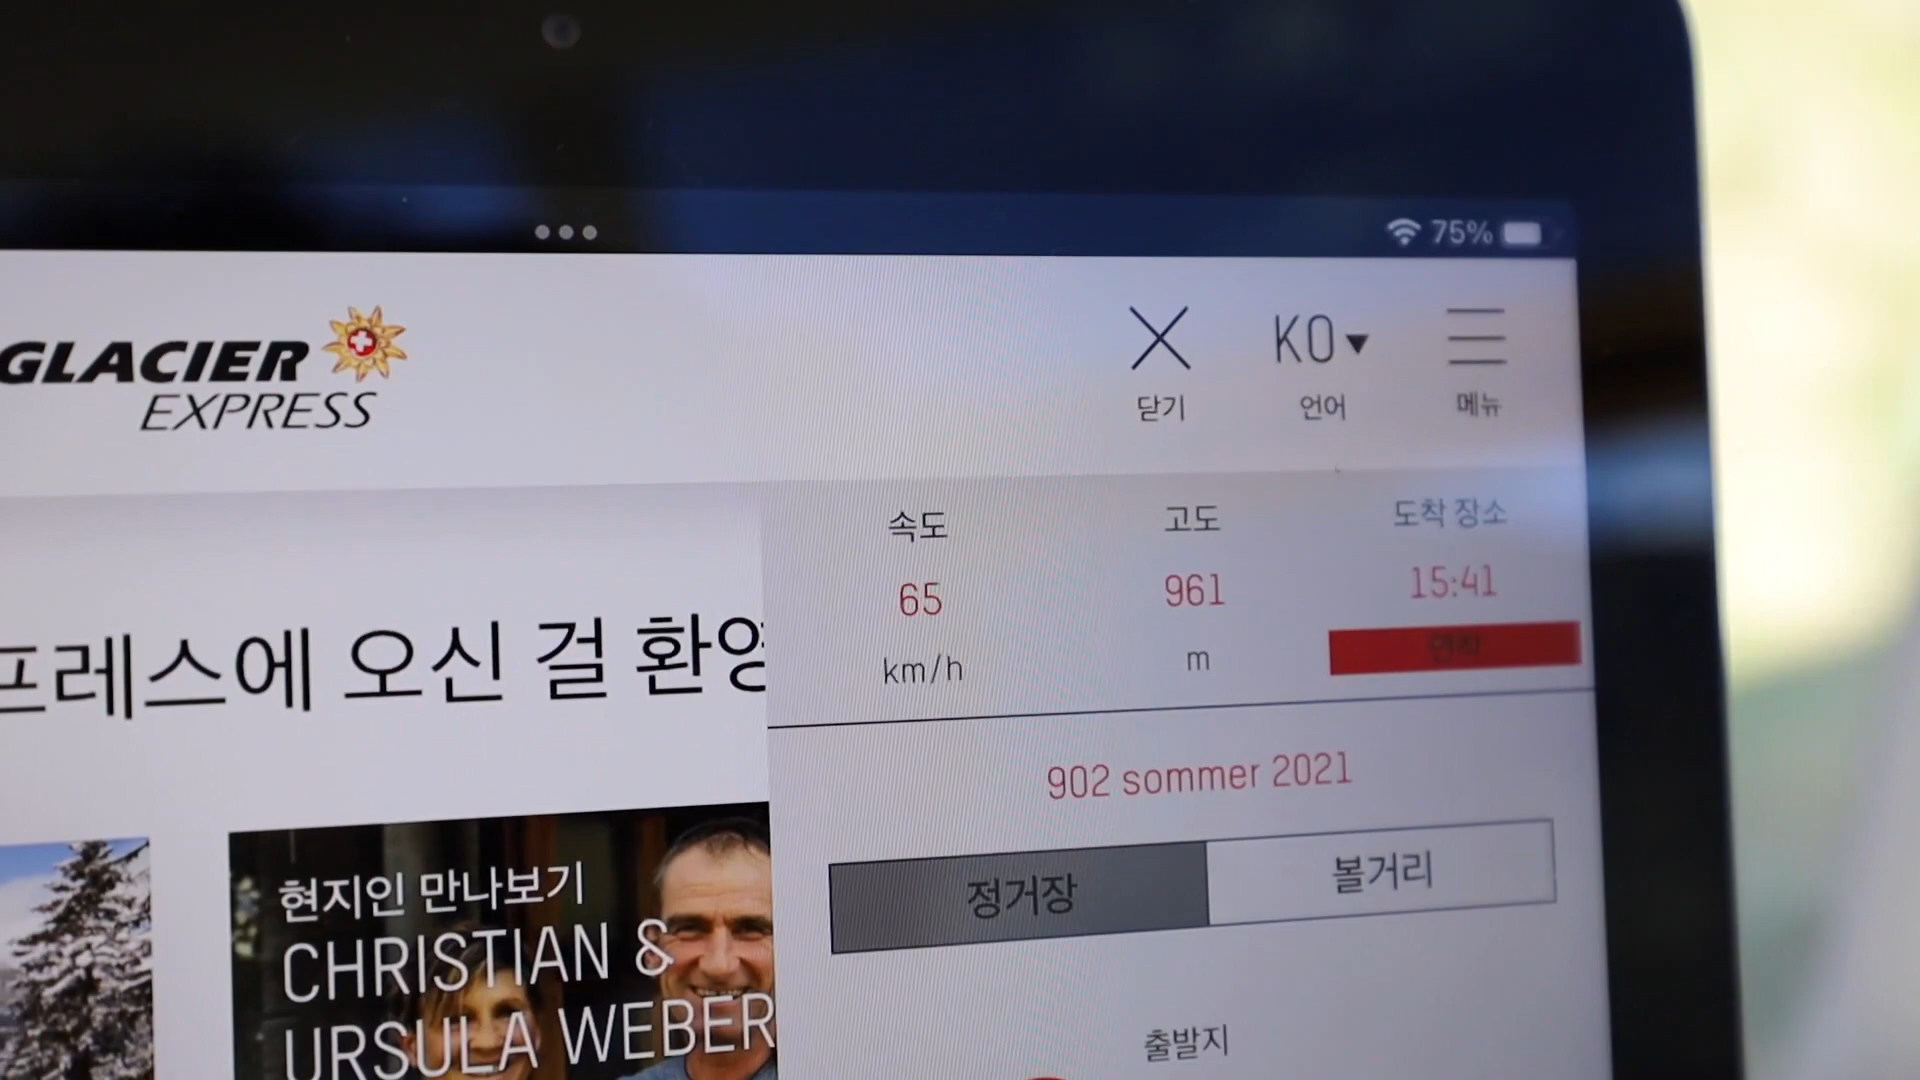 75%
GLACIER
EXPRESS
KO
닫기
언어
메뉴
속도
고도
도착 장소
65
961
15:41
km/h
m
프레스에 오신 걸 환영
902 sommer 2021
정거장
볼거리
현지인 만나보기
CHRISTIAN &
URSULA WEBER
출발지